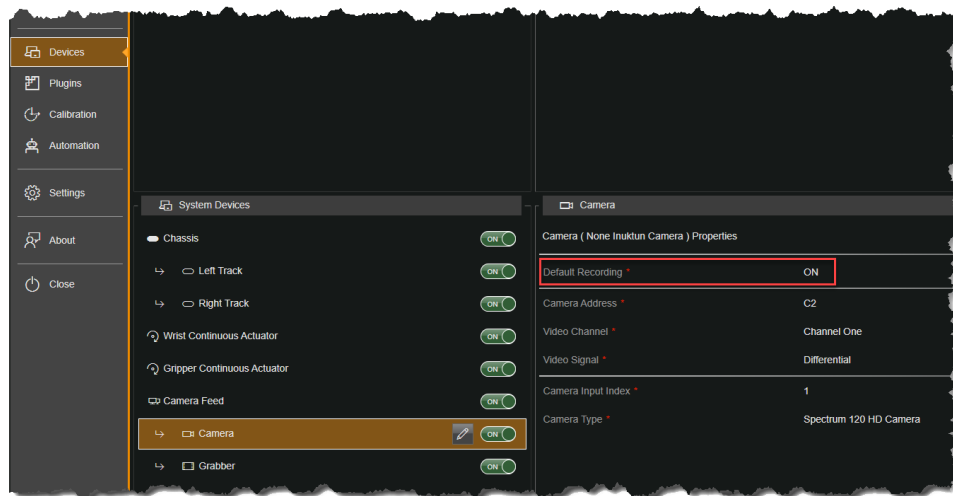 Devices
Plugins
Calibration
Automation
Settings
About
Close
System Devices
Chassis
ON
Left Track
ON
Right Track
ON
Wrist Continuous Actuator
ON
Gripper Continuous Actuator
ON
Camera Feed
ON
Camera
ON
Grabber
ON
Camera
Camera ( None Inuktun Camera ) Properties
Default Recording * ON
Camera Address * C2
Video Channel * Channel One
Video Signal * Differential
Camera Input Index * 1
Camera Type * Spectrum 120 HD Camera